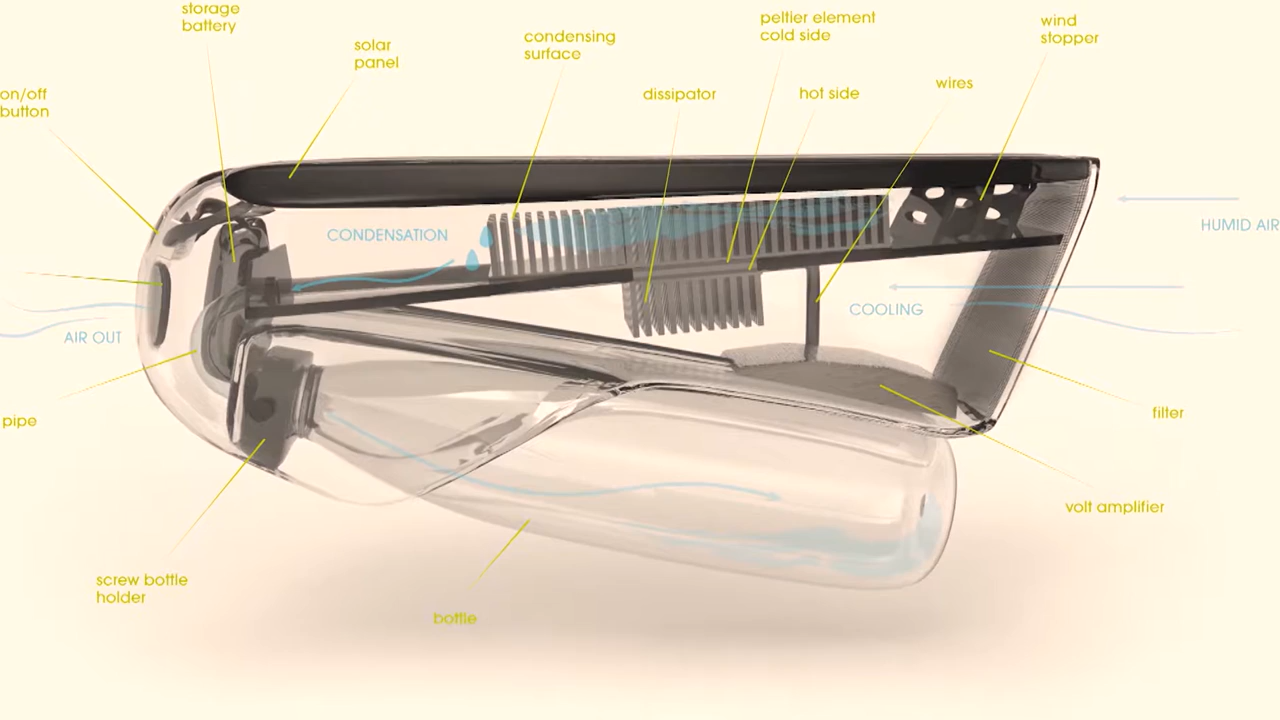 storage
battery
solar
panel
condensing
surface
peltier element
cold side
wind
stopper
on/off
button
dissipator
hot side
wires
HUMID AIR
CONDENSATION
COOLING
AIR OUT
pipe
filter
volt amplifier
screw bottle
holder
bottle